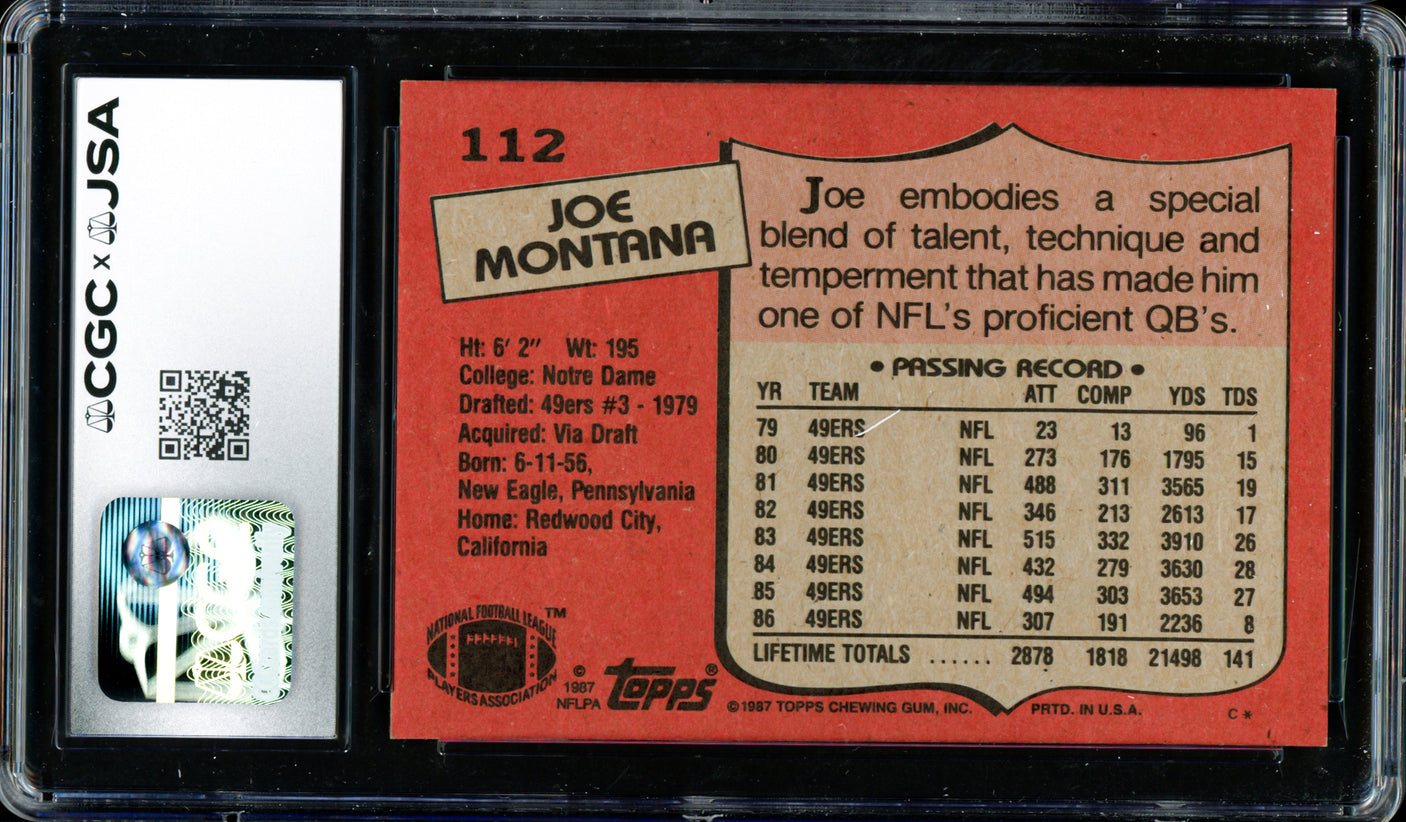 CGC x JSA
112
JOE
MONTANA
Ht: 6' 2" Wt: 195
College: Notre Dame
Drafted: 49ers #3 - 1979
Acquired: Via Draft
Born: 6-11-56,
New Eagle, Pennsylvania
Home: Redwood City,
California
NATIONAL FOOTBALL LEAGUE ™
PLAYERS ASSOCIATION
© 1987
NFLPA
topps®
Joe embodies a special
blend of talent, technique and
temperment that has made him
one of NFL's proficient QB's.
• PASSING RECORD •
YR TEAM ATT COMP YDS TDS
79 49ERS NFL 23 13 96 1
80 49ERS NFL 273 176 1795 15
81 49ERS NFL 488 311 3565 19
82 49ERS NFL 346 213 2613 17
83 49ERS NFL 515 332 3910 26
84 49ERS NFL 432 279 3630 28
85 49ERS NFL 494 303 3653 27
86 49ERS NFL 307 191 2236 8
LIFETIME TOTALS ...... 2878 1818 21498 141
©1987 TOPPS CHEWING GUM, INC. PRTD. IN U.S.A. C*